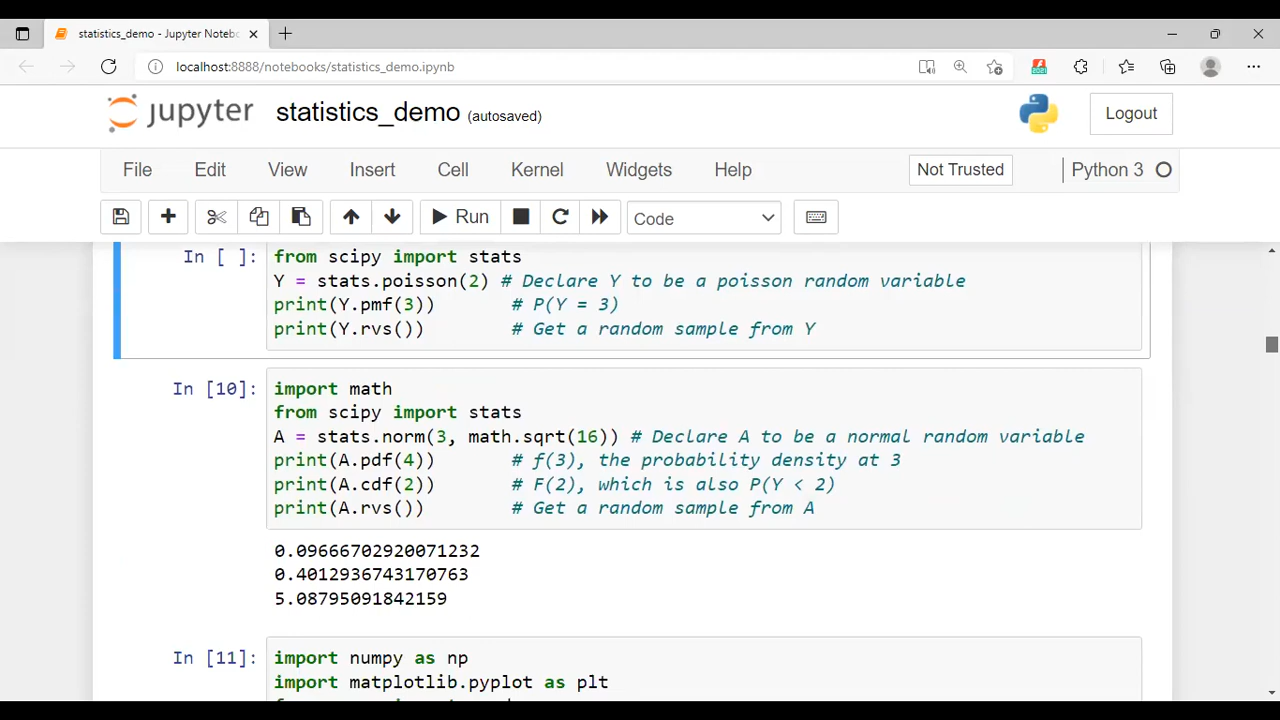 statistics_demo - Jupyter Noteb
localhost:8888/notebooks/statistics_demo.ipynb
jupyter statistics_demo (autosaved)
Logout
File Edit View Insert Cell Kernel Widgets Help Not Trusted Python 3
Run Code
In [ ]: from scipy import stats
Y = stats.poisson(2) # Declare Y to be a poisson random variable
print(Y.pmf(3)) # P(Y = 3)
print(Y.rvs()) # Get a random sample from Y
In [10]: import math
from scipy import stats
A = stats.norm(3, math.sqrt(16)) # Declare A to be a normal random variable
print(A.pdf(4)) # f(3), the probability density at 3
print(A.cdf(2)) # F(2), which is also P(Y < 2)
print(A.rvs()) # Get a random sample from A
0.09666702920071232
0.4012936743170763
5.08795091842159
In [11]: import numpy as np
import matplotlib.pyplot as plt